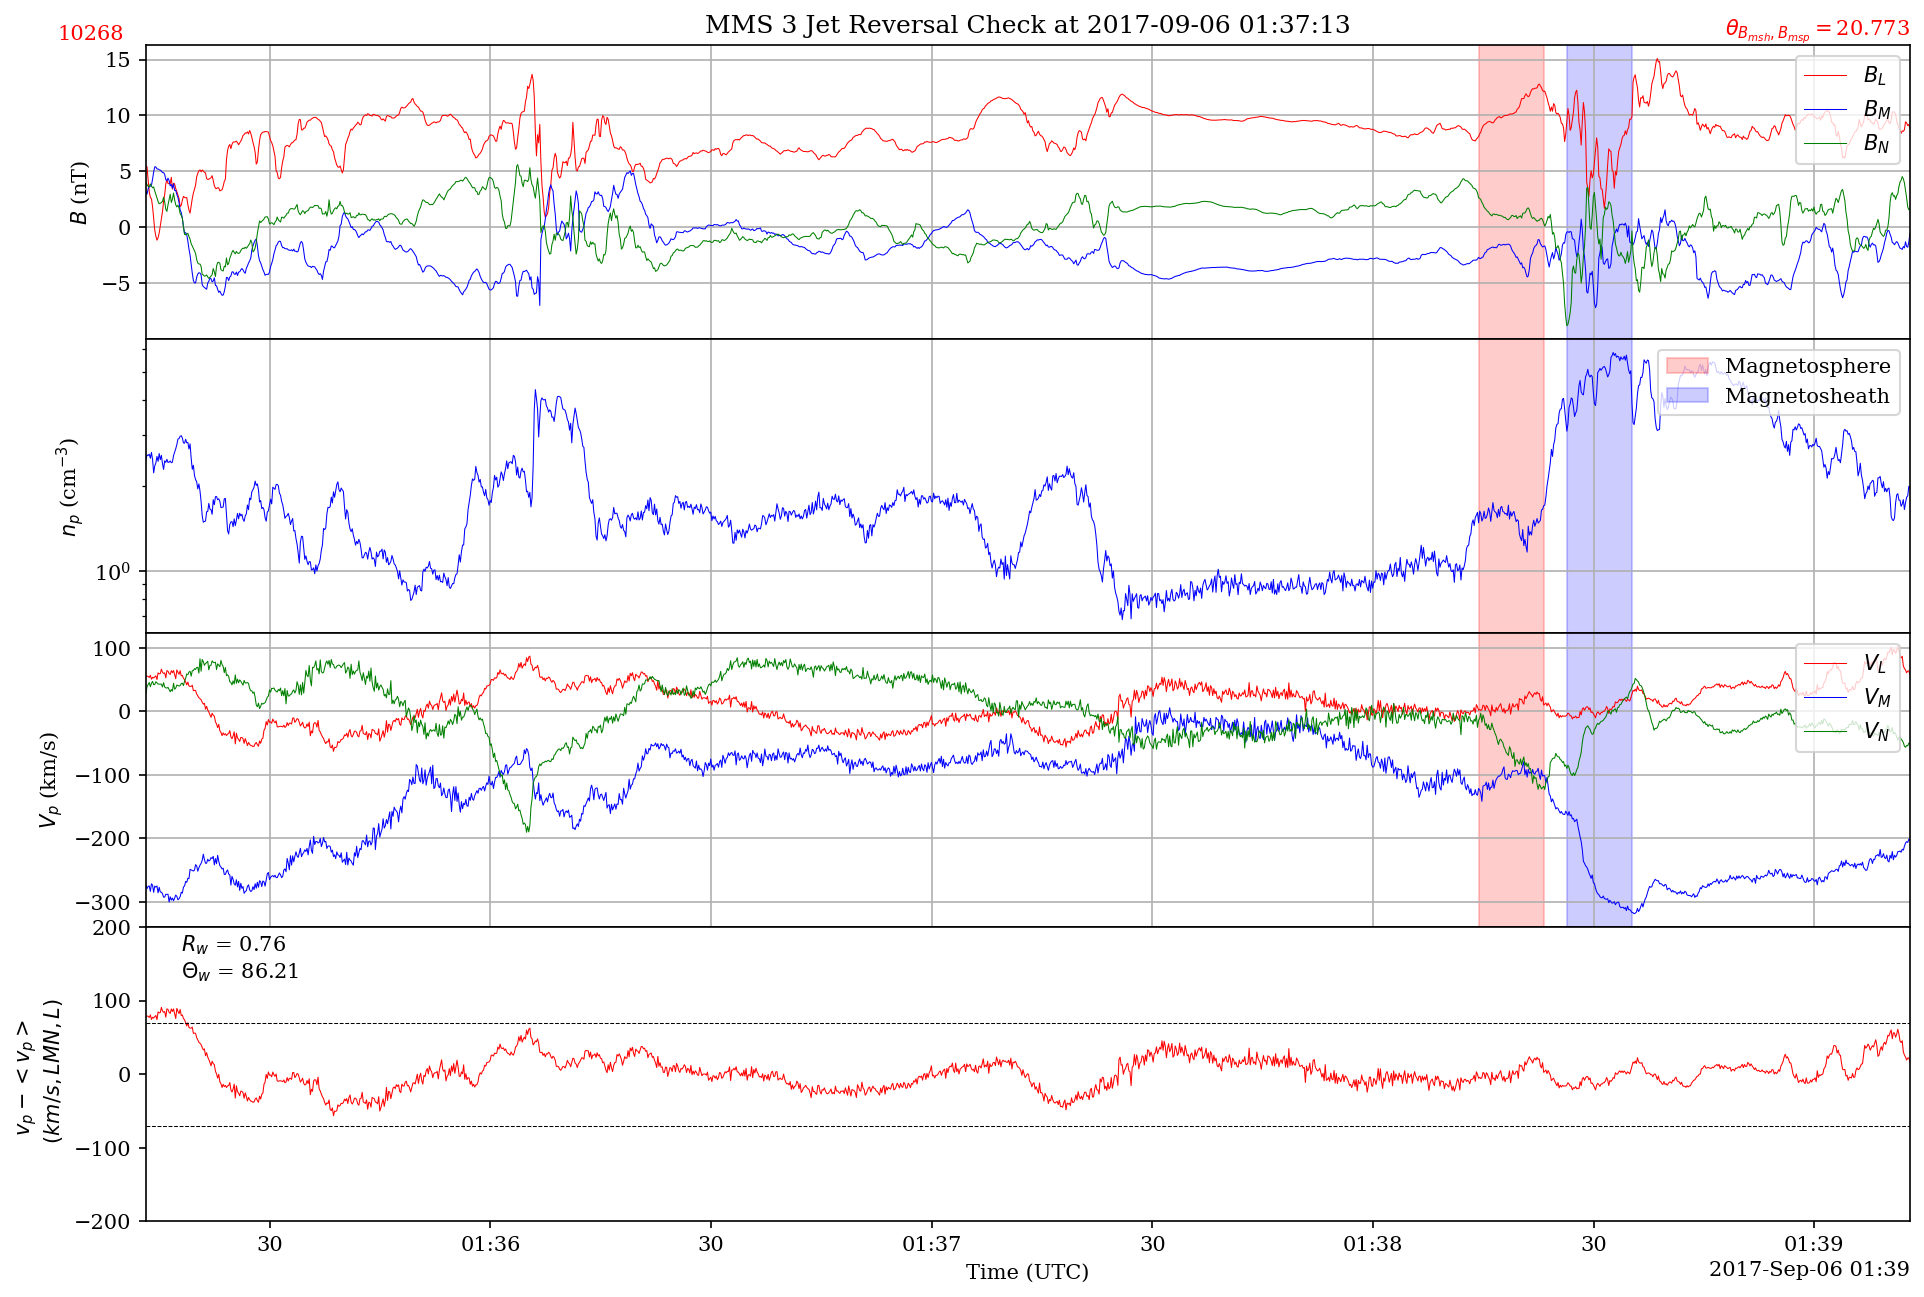 MMS 3 Jet Reversal Check at 2017-09-06 01:37:13
10268
θ_{B_{msh}, B_{msp}} = 20.773
15
10
5
0
−5
B (nT)
B_L
B_M
B_N
10⁰
n_p (cm⁻³)
Magnetosphere
Magnetosheath
100
0
−100
−200
−300
V_p (km/s)
V_L
V_M
V_N
200
100
0
−100
−200
v_p − < v_p >
(km/s, LMN, L)
R_w = 0.76
Θ_w = 86.21
30 01:36 30 01:37 30 01:38 30 01:39
Time (UTC)
2017-Sep-06 01:39